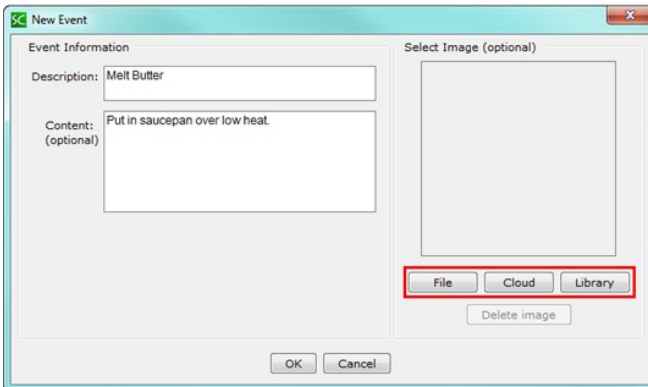 SC New Event
x
Event Information
Description: Melt Butter
Content: Put in saucepan over low heat.
(optional)
Select Image (optional)
File Cloud Library
Delete image
OK Cancel